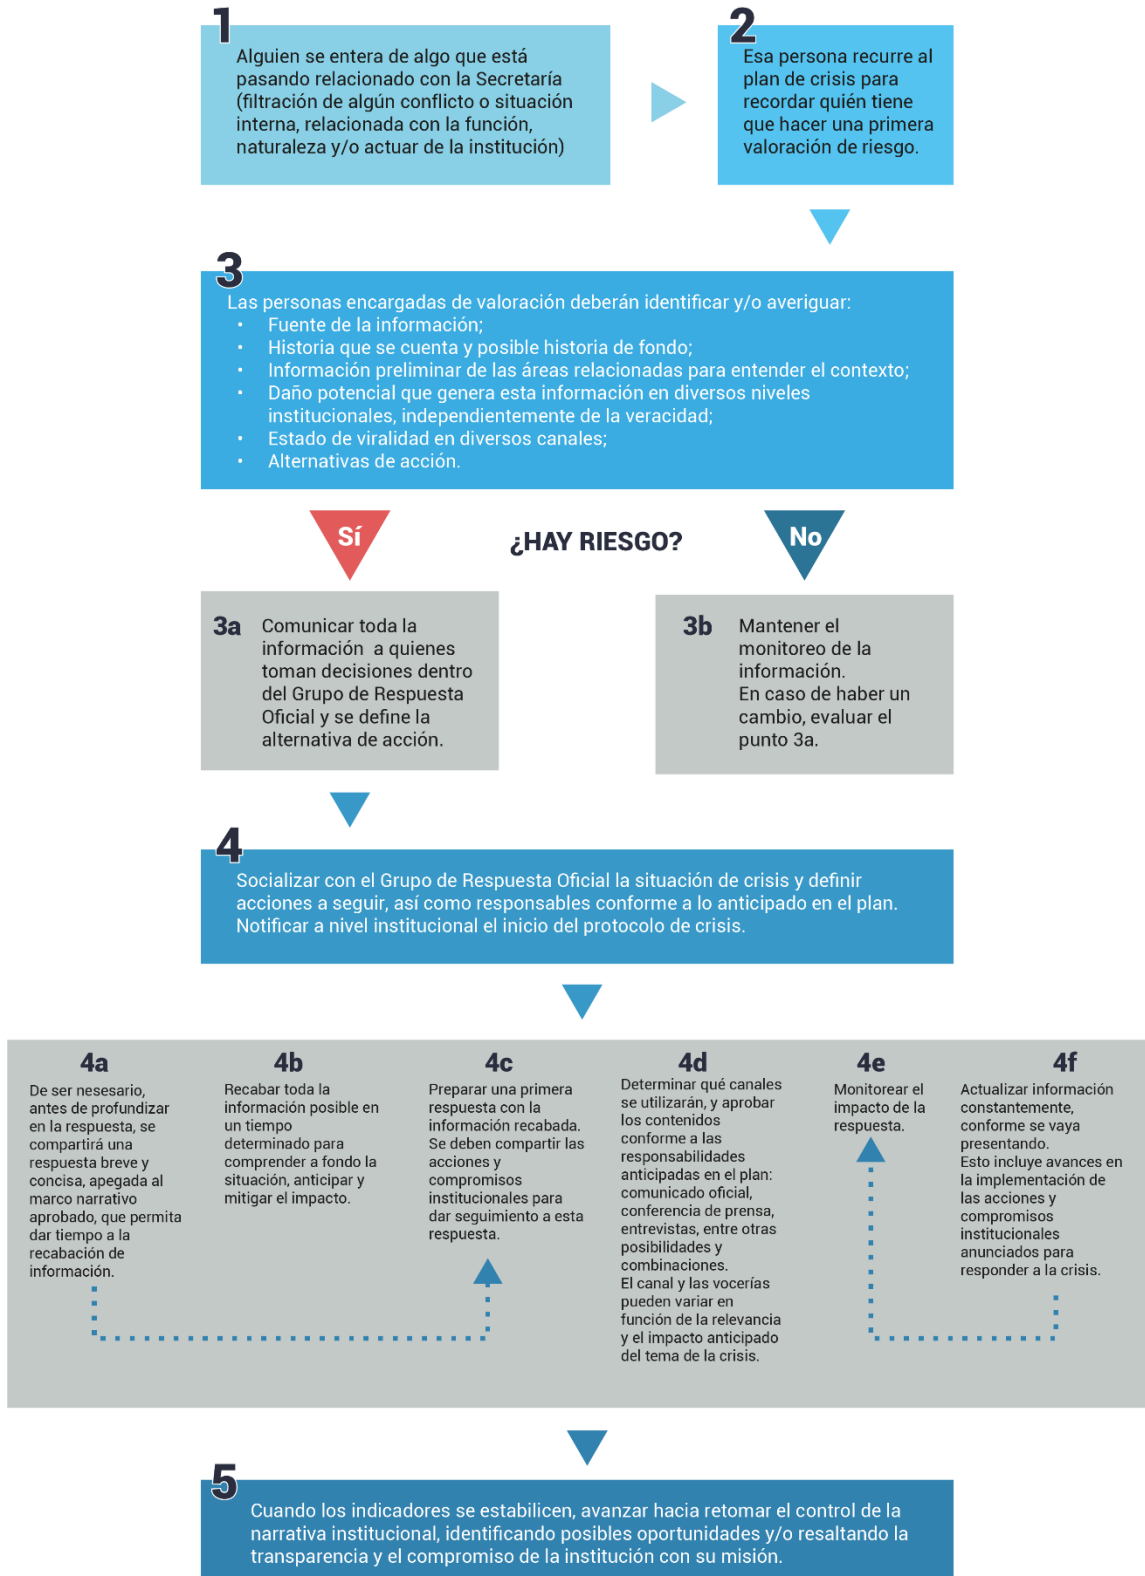 1
Alguien se entera de algo que está
pasando relacionado con la Secretaría
(filtración de algún conflicto o situación
interna, relacionada con la función,
naturaleza y/o actuar de la institución)
2
Esa persona recurre al
plan de crisis para
recordar quién tiene
que hacer una primera
valoración de riesgo.
3
Las personas encargadas de valoración deberán identificar y/o averiguar:
• Fuente de la información;
• Historia que se cuenta y posible historia de fondo;
• Información preliminar de las áreas relacionadas para entender el contexto;
• Daño potencial que genera esta información en diversos niveles
institucionales, independientemente de la veracidad;
• Estado de viralidad en diversos canales;
• Alternativas de acción.
Sí
¿HAY RIESGO?
No
3a
Comunicar toda la
información a quienes
toman decisiones dentro
del Grupo de Respuesta
Oficial y se define la
alternativa de acción.
3b
Mantener el
monitoreo de la
información.
En caso de haber un
cambio, evaluar el
punto 3a.
4
Socializar con el Grupo de Respuesta Oficial la situación de crisis y definir
acciones a seguir, así como responsables conforme a lo anticipado en el plan.
Notificar a nivel institucional el inicio del protocolo de crisis.
4a
De ser nesesario,
antes de profundizar
en la respuesta, se
compartirá una
respuesta breve y
concisa, apegada al
marco narrativo
aprobado, que permita
dar tiempo a la
recabación de
información.
4b
Recabar toda la
información posible en
un tiempo
determinado para
comprender a fondo la
situación, anticipar y
mitigar el impacto.
4c
Preparar una primera
respuesta con la
información recabada.
Se deben compartir las
acciones y
compromisos
institucionales para
dar seguimiento a esta
respuesta.
4d
Determinar qué canales
se utilizarán, y aprobar
los contenidos
conforme a las
responsabilidades
anticipadas en el plan:
comunicado oficial,
conferencia de prensa,
entrevistas, entre otras
posibilidades y
combinaciones.
El canal y las vocerías
pueden variar en
función de la relevancia
y el impacto anticipado
del tema de la crisis.
4e
Monitorear el
impacto de la
respuesta.
4f
Actualizar información
constantemente,
conforme se vaya
presentando.
Esto incluye avances en
la implementación de
las acciones y
compromisos
institucionales
anunciados para
responder a la crisis.
5
Cuando los indicadores se estabilicen, avanzar hacia retomar el control de la
narrativa institucional, identificando posibles oportunidades y/o resaltando la
transparencia y el compromiso de la institución con su misión.